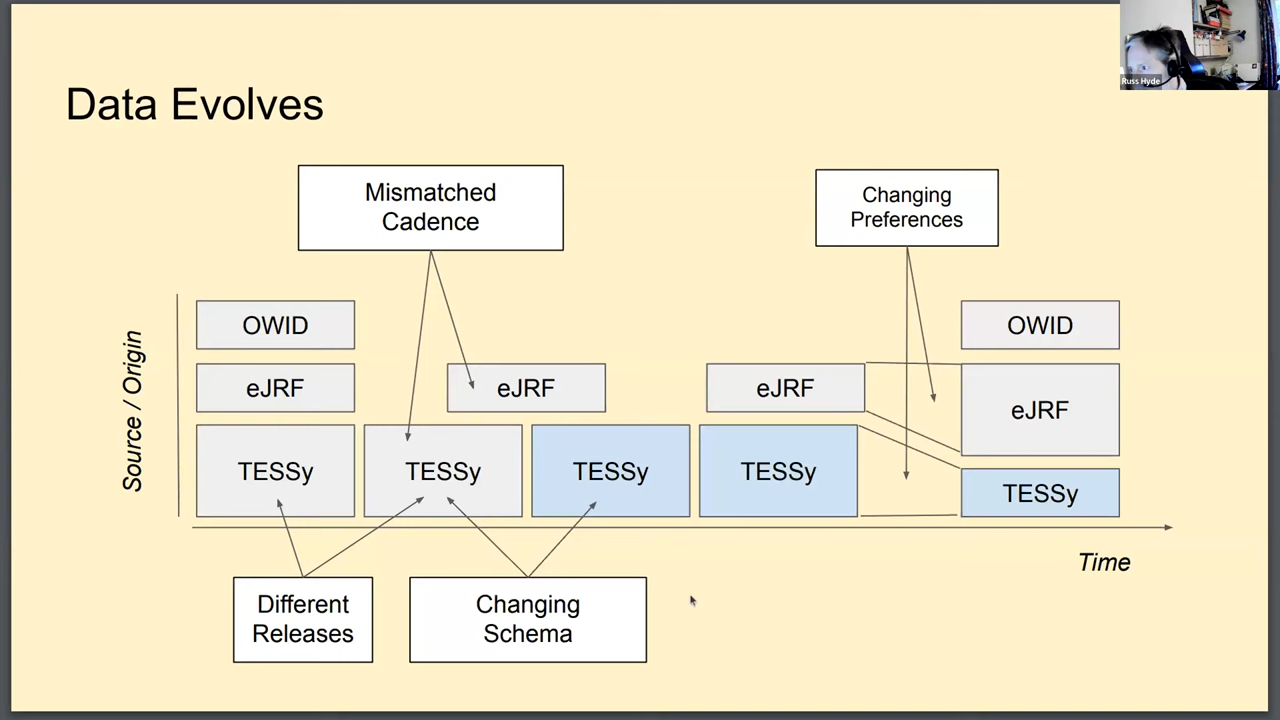 Russ Hyde
Data Evolves
Mismatched
Cadence
Changing
Preferences
Source / Origin
OWID
OWID
eJRF
eJRF
eJRF
eJRF
TESSy
TESSy
TESSy
TESSy
TESSy
Time
Different
Releases
Changing
Schema